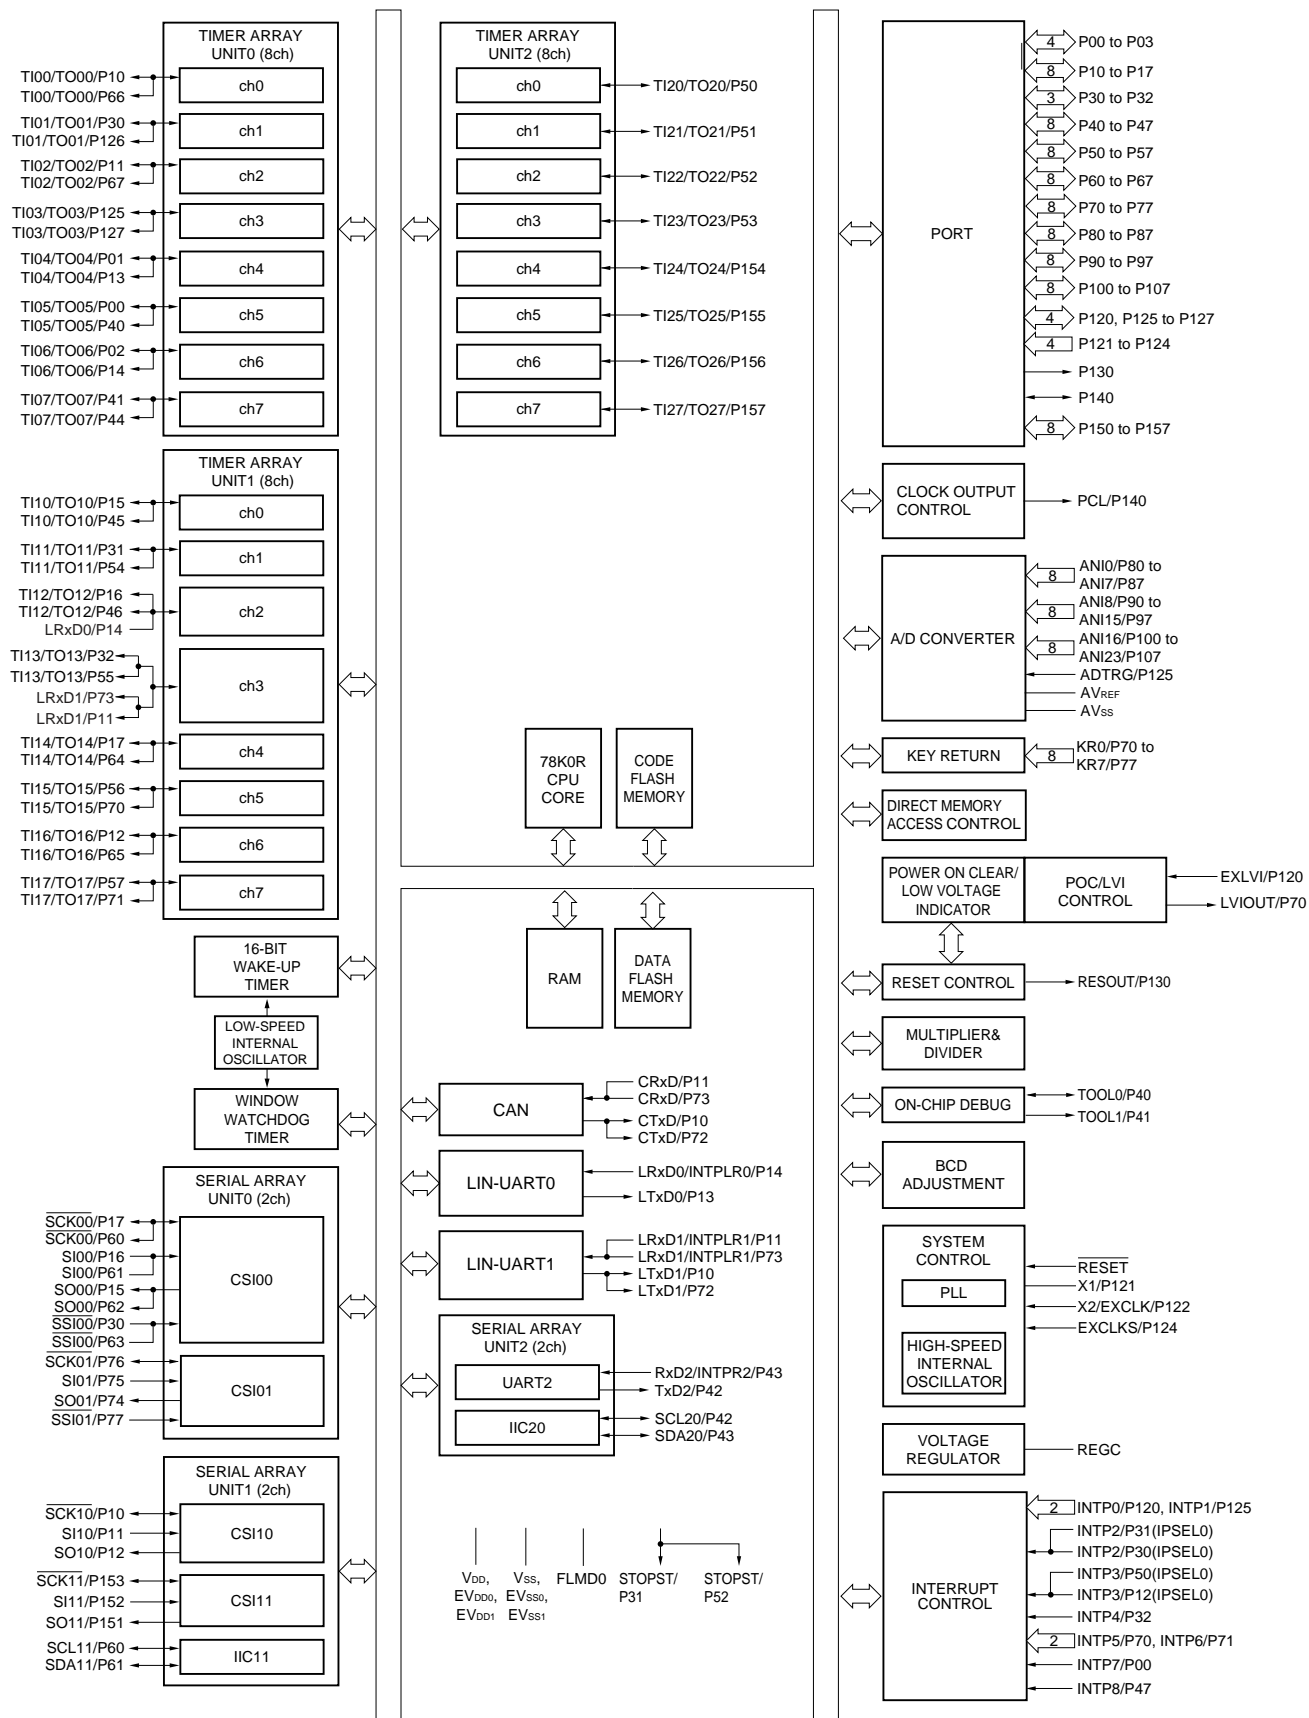 TIMER ARRAY
UNIT0 (8ch)
TI00/TO00/P10
TI00/TO00/P66
ch0
TI01/TO01/P30
TI01/TO01/P126
ch1
TI02/TO02/P11
TI02/TO02/P67
ch2
TI03/TO03/P125
TI03/TO03/P127
ch3
TI04/TO04/P01
TI04/TO04/P13
ch4
TI05/TO05/P00
TI05/TO05/P40
ch5
TI06/TO06/P02
TI06/TO06/P14
ch6
TI07/TO07/P41
TI07/TO07/P44
ch7
TIMER ARRAY
UNIT1 (8ch)
TI10/TO10/P15
TI10/TO10/P45
ch0
TI11/TO11/P31
TI11/TO11/P54
ch1
TI12/TO12/P16
TI12/TO12/P46
LRxD0/P14
ch2
TI13/TO13/P32
TI13/TO13/P55
LRxD1/P73
LRxD1/P11
ch3
TI14/TO14/P17
TI14/TO14/P64
ch4
TI15/TO15/P56
TI15/TO15/P70
ch5
TI16/TO16/P12
TI16/TO16/P65
ch6
TI17/TO17/P57
TI17/TO17/P71
ch7
16-BIT
WAKE-UP
TIMER
LOW-SPEED
INTERNAL
OSCILLATOR
WINDOW
WATCHDOG
TIMER
SERIAL ARRAY
UNIT0 (2ch)
SCK00/P17
SCK00/P60
SI00/P16
SI00/P61
SO00/P15
SO00/P62
SSI00/P30
SSI00/P63
CSI00
SCK01/P76
SI01/P75
SO01/P74
SSI01/P77
CSI01
SERIAL ARRAY
UNIT1 (2ch)
SCK10/P10
SI10/P11
SO10/P12
CSI10
SCK11/P153
SI11/P152
SO11/P151
CSI11
SCL11/P60
SDA11/P61
IIC11
TIMER ARRAY
UNIT2 (8ch)
ch0
TI20/TO20/P50
ch1
TI21/TO21/P51
ch2
TI22/TO22/P52
ch3
TI23/TO23/P53
ch4
TI24/TO24/P154
ch5
TI25/TO25/P155
ch6
TI26/TO26/P156
ch7
TI27/TO27/P157
78K0R
CPU
CORE
CODE
FLASH
MEMORY
RAM
DATA
FLASH
MEMORY
CAN
CRxD/P11
CRxD/P73
CTxD/P10
CTxD/P72
LIN-UART0
LRxD0/INTPLR0/P14
LTxD0/P13
LIN-UART1
LRxD1/INTPLR1/P11
LRxD1/INTPLR1/P73
LTxD1/P10
LTxD1/P72
SERIAL ARRAY
UNIT2 (2ch)
UART2
RxD2/INTPR2/P43
TxD2/P42
IIC20
SCL20/P42
SDA20/P43
VDD,
EVDD0,
EVDD1
VSS,
EVSS0,
EVSS1
FLMD0
STOPST/
P31
STOPST/
P52
PORT
4 P00 to P03
8 P10 to P17
3 P30 to P32
8 P40 to P47
8 P50 to P57
8 P60 to P67
8 P70 to P77
8 P80 to P87
8 P90 to P97
8 P100 to P107
4 P120, P125 to P127
4 P121 to P124
P130
P140
8 P150 to P157
CLOCK OUTPUT
CONTROL
PCL/P140
A/D CONVERTER
8 ANI0/P80 to
ANI7/P87
8 ANI8/P90 to
ANI15/P97
8 ANI16/P100 to
ANI23/P107
ADTRG/P125
AVREF
AVSS
KEY RETURN
8 KR0/P70 to
KR7/P77
DIRECT MEMORY
ACCESS CONTROL
POWER ON CLEAR/
LOW VOLTAGE
INDICATOR
POC/LVI
CONTROL
EXLVI/P120
LVIOUT/P70
RESET CONTROL
RESOUT/P130
MULTIPLIER&
DIVIDER
ON-CHIP DEBUG
TOOL0/P40
TOOL1/P41
BCD
ADJUSTMENT
SYSTEM
CONTROL
PLL
HIGH-SPEED
INTERNAL
OSCILLATOR
RESET
X1/P121
X2/EXCLK/P122
EXCLKS/P124
VOLTAGE
REGULATOR
REGC
INTERRUPT
CONTROL
2 INTP0/P120, INTP1/P125
INTP2/P31(IPSEL0)
INTP2/P30(IPSEL0)
INTP3/P50(IPSEL0)
INTP3/P12(IPSEL0)
INTP4/P32
2 INTP5/P70, INTP6/P71
INTP7/P00
INTP8/P47